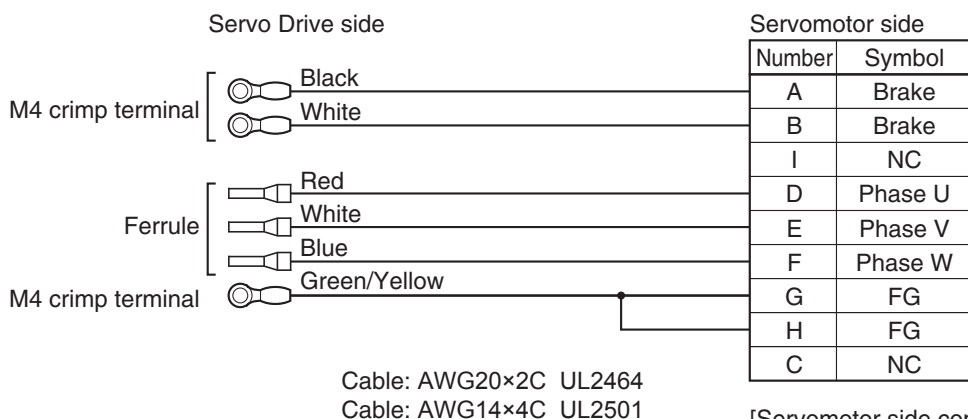 Servo Drive side
Servomotor side
Number Symbol
M4 crimp terminal
Black
A Brake
White
B Brake
I NC
Ferrule
Red
D Phase U
White
E Phase V
Blue
F Phase W
M4 crimp terminal
Green/Yellow
G FG
H FG
C NC
Cable: AWG20×2C UL2464
Cable: AWG14×4C UL2501
[Servomotor side